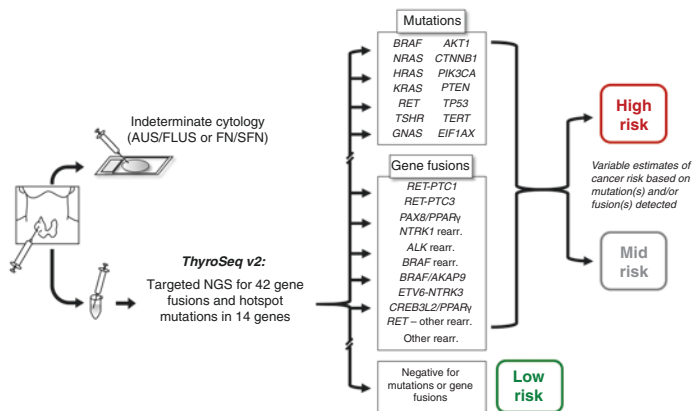 Indeterminate cytology
(AUS/FLUS or FN/SFN)
ThyroSeq v2:
Targeted NGS for 42 gene
fusions and hotspot
mutations in 14 genes
Mutations
BRAF AKT1
NRAS CTNNB1
HRAS PIK3CA
KRAS PTEN
RET TP53
TSHR TERT
GNAS EIF1AX
Gene fusions
RET-PTC1
RET-PTC3
PAX8/PPARγ
NTRK1 rearr.
ALK rearr.
BRAF rearr.
BRAF/AKAP9
ETV6-NTRK3
CREB3L2/PPARγ
RET – other rearr.
Other rearr.
Negative for
mutations or gene
fusions
Low
risk
High
risk
Variable estimates of
cancer risk based on
mutation(s) and/or
fusion(s) detected
Mid
risk